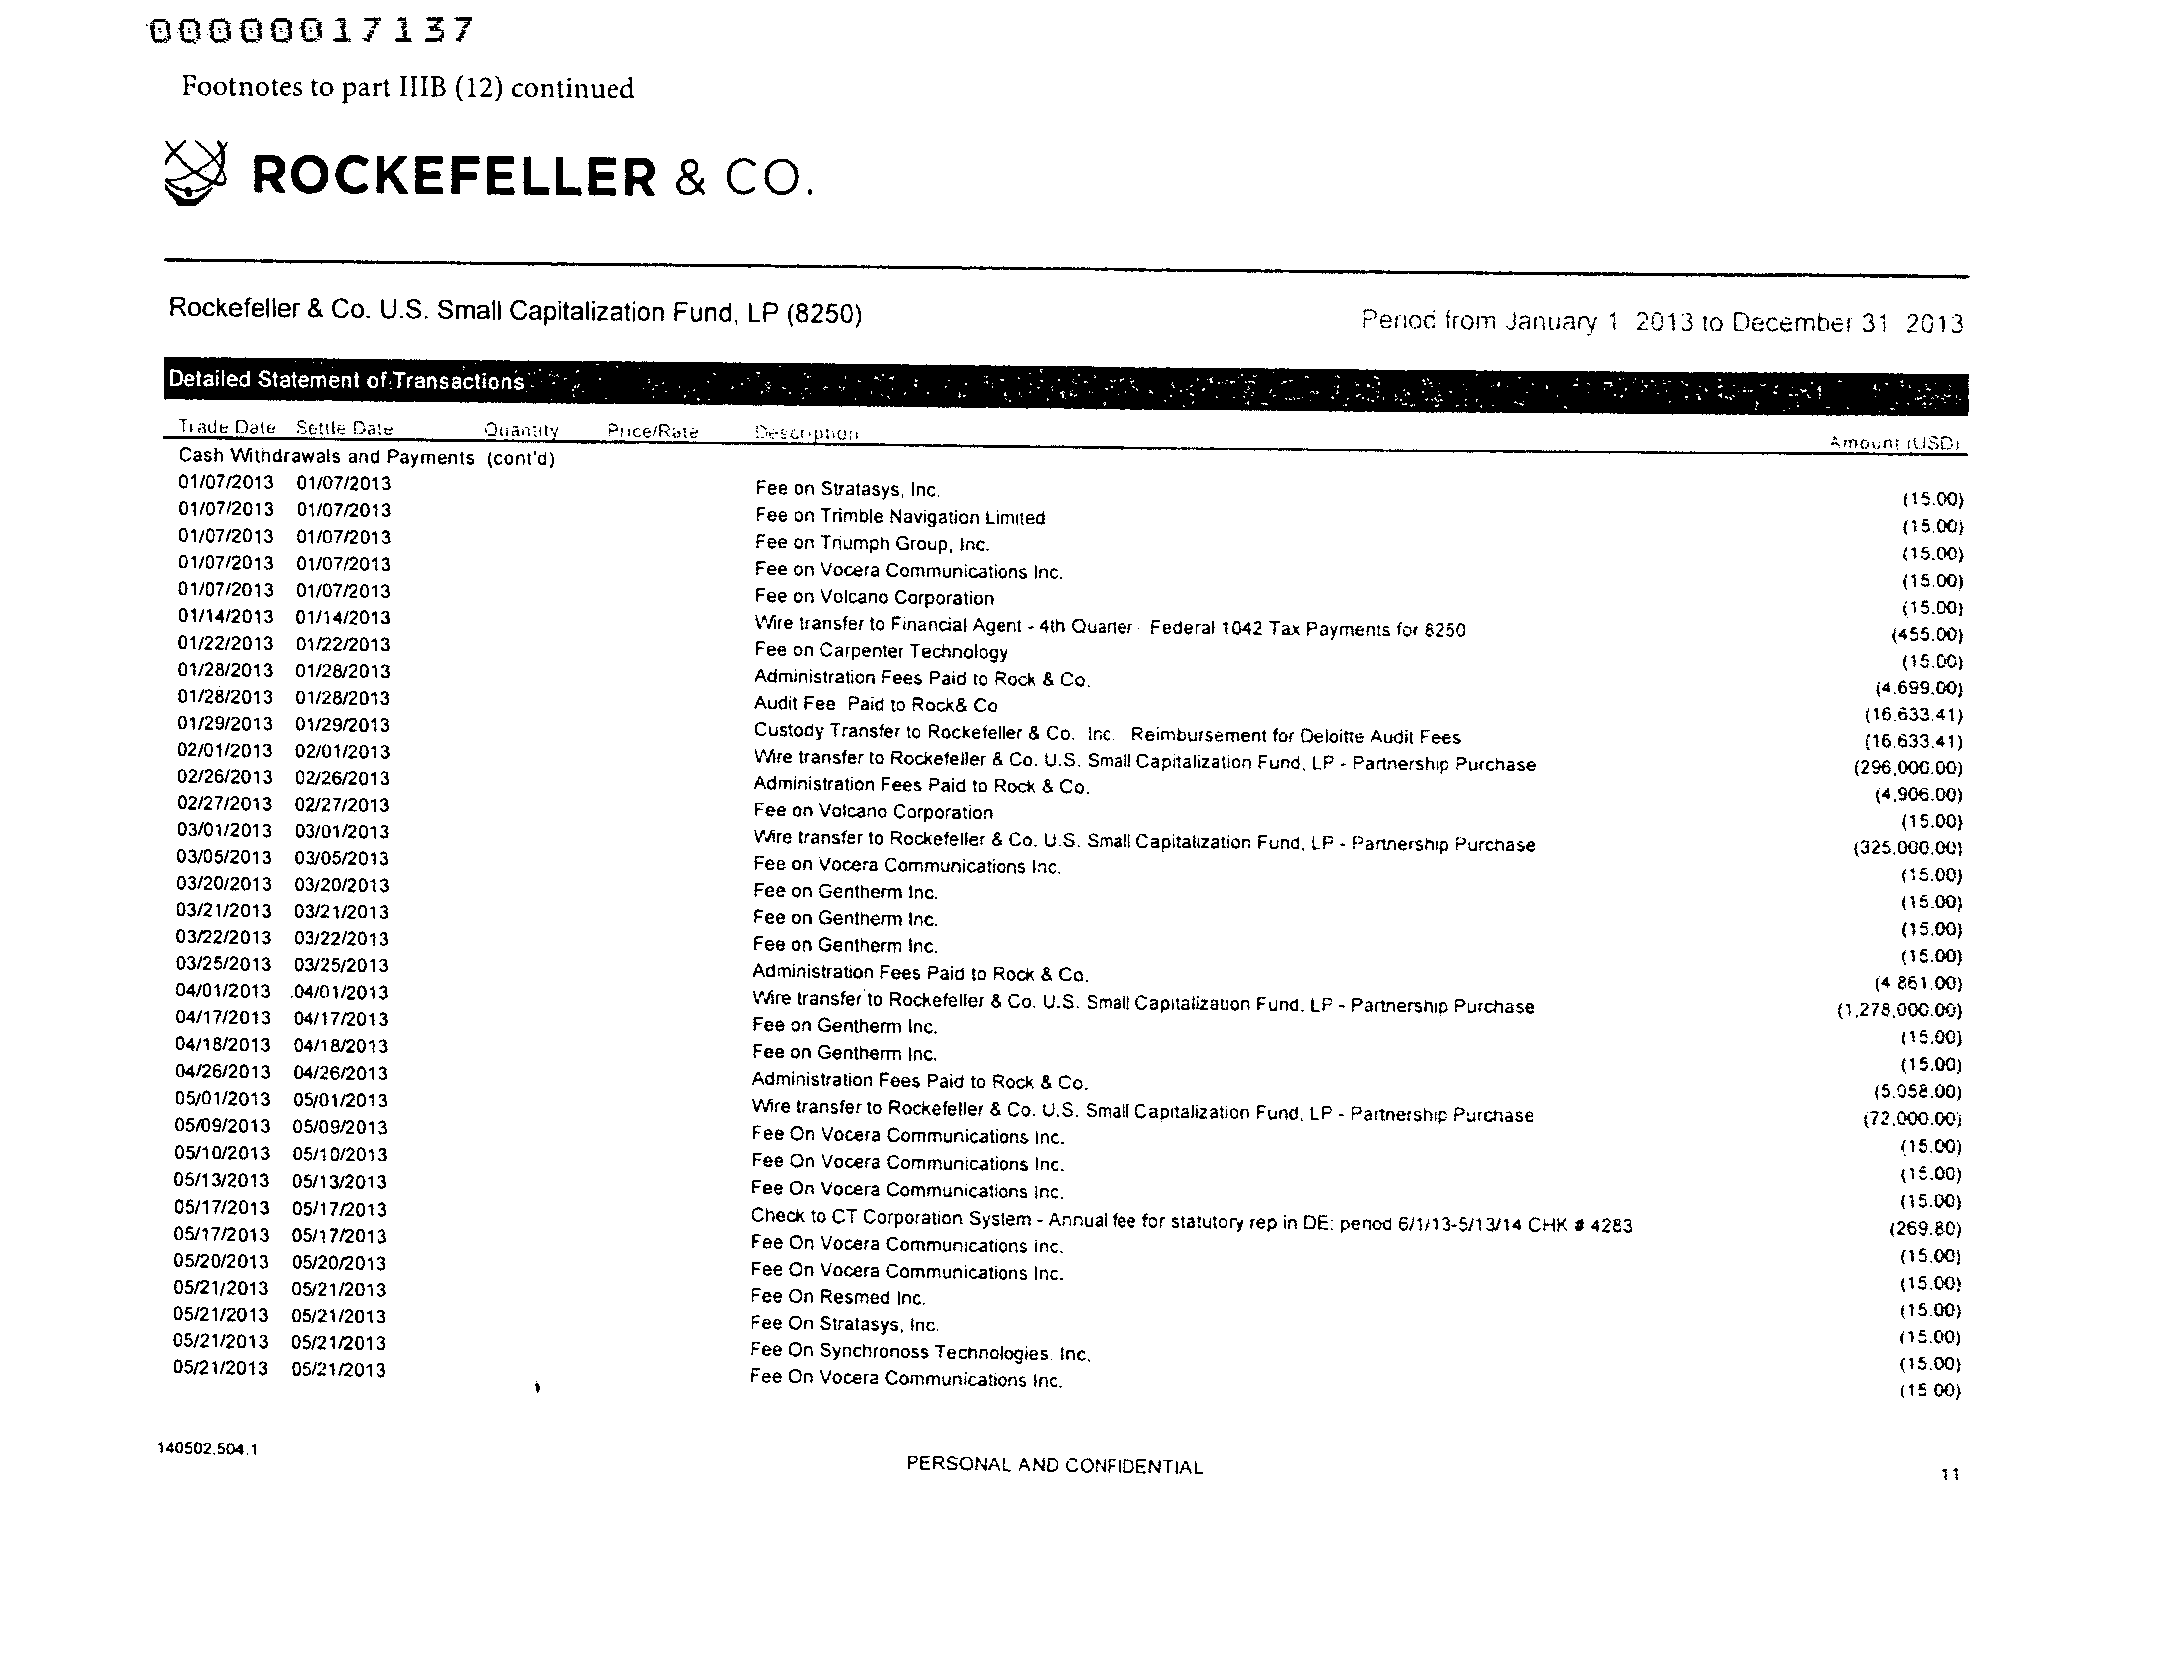 00000017137
Footnotes to part IIIB (12) continued
ROCKEFELLER & CO.
Rockefeller & Co. U.S. Small Capitalization Fund, LP (8250)
Period from January 1 2013 to December 31 2013
Detailed Statement of Transactions
Trade Date Settle Date Quantity Price/Rate Description Amount (USD)
Cash Withdrawals and Payments (cont'd)
01/07/2013 01/07/2013 Fee on Stratasys, Inc. (15.00)
01/07/2013 01/07/2013 Fee on Trimble Navigation Limited (15.00)
01/07/2013 01/07/2013 Fee on Triumph Group, Inc. (15.00)
01/07/2013 01/07/2013 Fee on Vocera Communications Inc. (15.00)
01/07/2013 01/07/2013 Fee on Volcano Corporation (15.00)
01/14/2013 01/14/2013 Wire transfer to Financial Agent - 4th Quarter Federal 1042 Tax Payments for 8250 (455.00)
01/22/2013 01/22/2013 Fee on Carpenter Technology (15.00)
01/28/2013 01/28/2013 Administration Fees Paid to Rock & Co. (4.699.00)
01/28/2013 01/28/2013 Audit Fee Paid to Rock& Co (16.633.41)
01/29/2013 01/29/2013 Custody Transfer to Rockefeller & Co. Inc. Reimbursement for Deloitte Audit Fees (16.633.41)
02/01/2013 02/01/2013 Wire transfer to Rockefeller & Co. U.S. Small Capitalization Fund, LP - Partnership Purchase (296,000.00)
02/26/2013 02/26/2013 Administration Fees Paid to Rock & Co. (4,906.00)
02/27/2013 02/27/2013 Fee on Volcano Corporation (15.00)
03/01/2013 03/01/2013 Wire transfer to Rockefeller & Co. U.S. Small Capitalization Fund, LP - Partnership Purchase (325,000.00)
03/05/2013 03/05/2013 Fee on Vocera Communications Inc. (15.00)
03/20/2013 03/20/2013 Fee on Gentherm Inc. (15.00)
03/21/2013 03/21/2013 Fee on Gentherm Inc. (15.00)
03/22/2013 03/22/2013 Fee on Gentherm Inc. (15.00)
03/25/2013 03/25/2013 Administration Fees Paid to Rock & Co. (4 861.00)
04/01/2013 04/01/2013 Wire transfer to Rockefeller & Co. U.S. Small Capitalization Fund, LP - Partnership Purchase (1,278,000.00)
04/17/2013 04/17/2013 Fee on Gentherm Inc. (15.00)
04/18/2013 04/18/2013 Fee on Gentherm Inc. (15.00)
04/26/2013 04/26/2013 Administration Fees Paid to Rock & Co. (5.058.00)
05/01/2013 05/01/2013 Wire transfer to Rockefeller & Co. U.S. Small Capitalization Fund, LP - Partnership Purchase (72,000.00)
05/09/2013 05/09/2013 Fee On Vocera Communications Inc. (15.00)
05/10/2013 05/10/2013 Fee On Vocera Communications Inc. (15.00)
05/13/2013 05/13/2013 Fee On Vocera Communications Inc. (15.00)
05/17/2013 05/17/2013 Check to CT Corporation System - Annual fee for statutory rep in DE: period 6/1/13-5/13/14 CHK # 4283 (269.80)
05/17/2013 05/17/2013 Fee On Vocera Communications Inc. (15.00)
05/20/2013 05/20/2013 Fee On Vocera Communications Inc. (15.00)
05/21/2013 05/21/2013 Fee On Resmed Inc. (15.00)
05/21/2013 05/21/2013 Fee On Stratasys, Inc. (15.00)
05/21/2013 05/21/2013 Fee On Synchronoss Technologies, Inc. (15.00)
05/21/2013 05/21/2013 Fee On Vocera Communications Inc. (15 00)
140502.504.1
PERSONAL AND CONFIDENTIAL
11